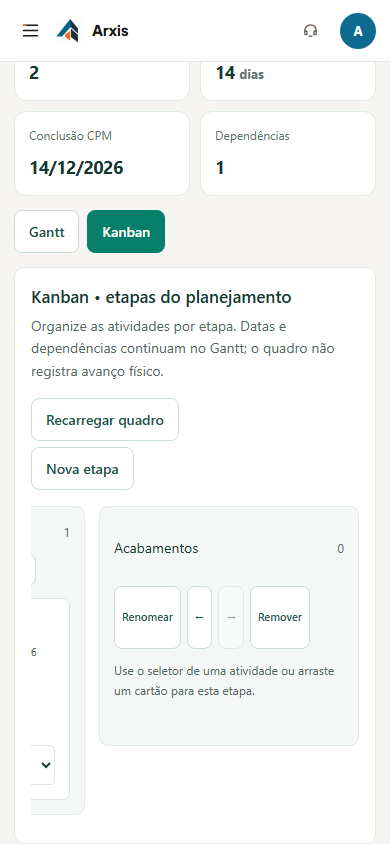 Arxis
A
2
14 dias
Conclusão CPM
14/12/2026
Dependências
1
Gantt
Kanban
Kanban • etapas do planejamento
Organize as atividades por etapa. Datas e
dependências continuam no Gantt; o quadro não
registra avanço físico.
Recarregar quadro
Nova etapa
1
6
Acabamentos
0
Renomear
←
→
Remover
Use o seletor de uma atividade ou arraste
um cartão para esta etapa.